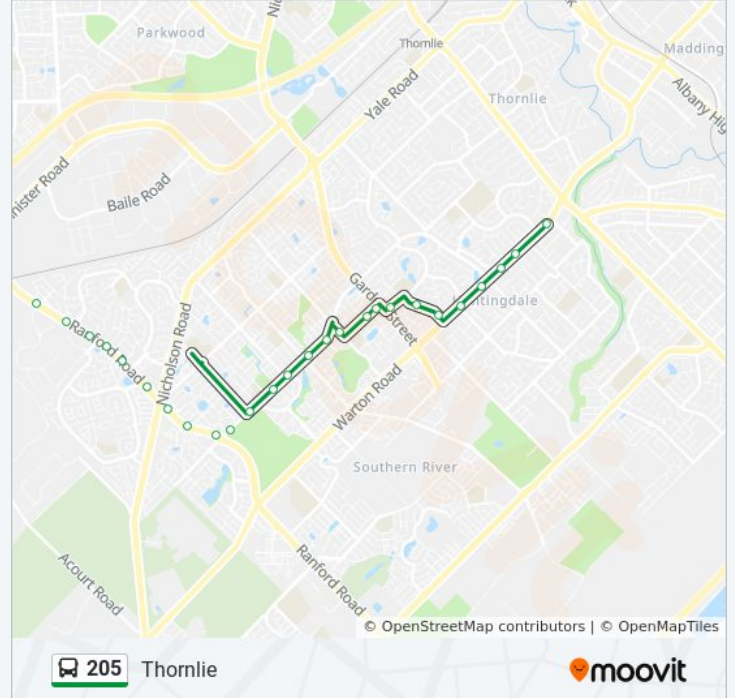 Parkwood
Thornlie
Madding
Yale Road
Thornlie
Albany Hig
nister Road
Baile Road
Garden Street
Huntingdale
Nicholson Road
Ranford Road
Warton Road
Southern River
Acourt Road
Ranford Road
© OpenStreetMap contributors | © OpenMapTiles
205 Thornlie
moovit